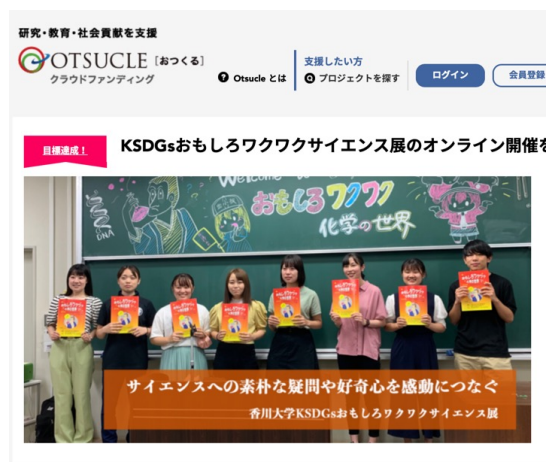 研究・教育・社会貢献を支援
OTSUCLE [おつくる]
クラウドファンディング
? Otsucle とは
支援したい方
プロジェクトを探す
ログイン
会員登録
目標達成！
KSDGsおもしろワクワクサイエンス展のオンライン開催を
Welcome
おもしろワクワク
化学の世界
DNA
サイエンスへの素朴な疑問や好奇心を感動につなぐ
香川大学KSDGsおもしろワクワクサイエンス展